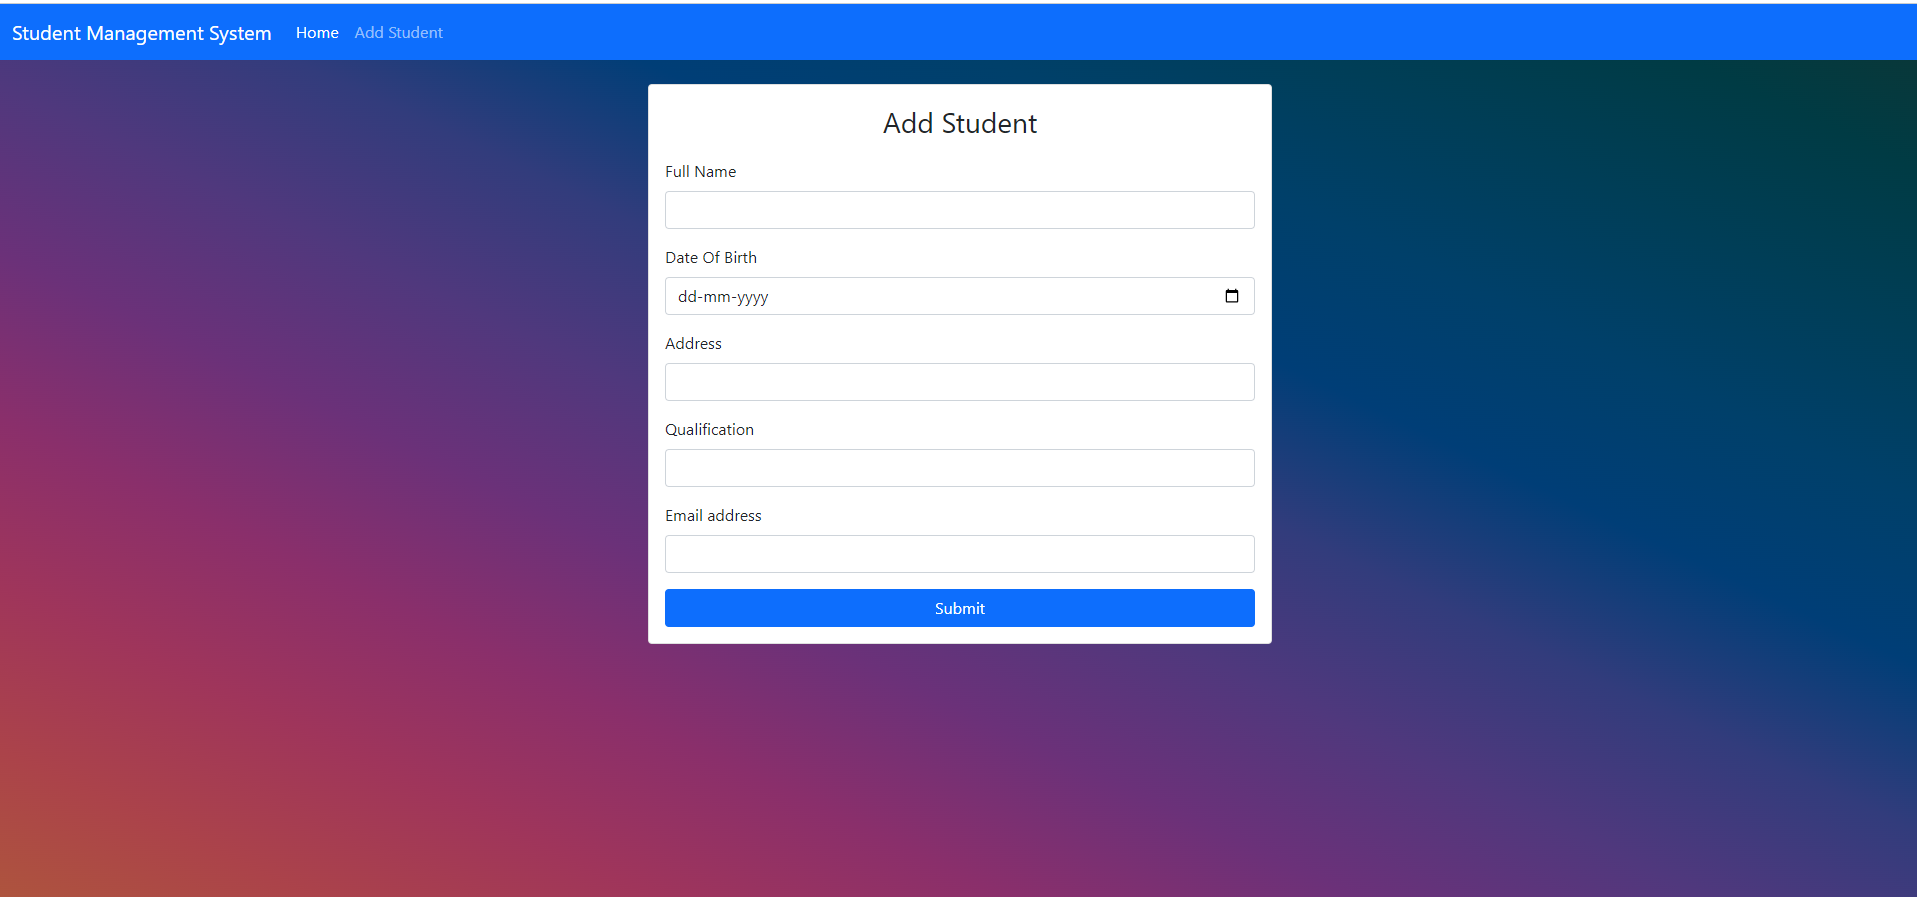 Student Management System Home Add Student
Add Student
Full Name
Date Of Birth
dd-mm-yyyy
Address
Qualification
Email address
Submit